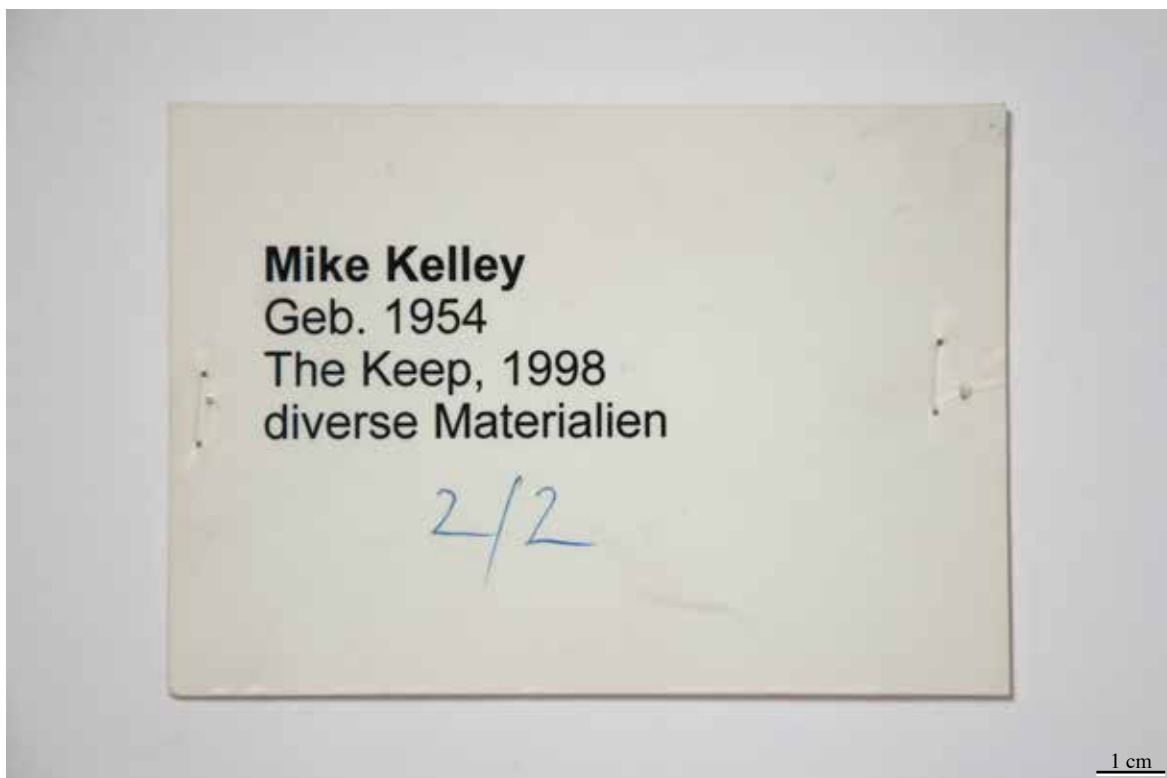 Mike Kelley
Geb. 1954
The Keep, 1998
diverse Materialien
2/2
1 cm